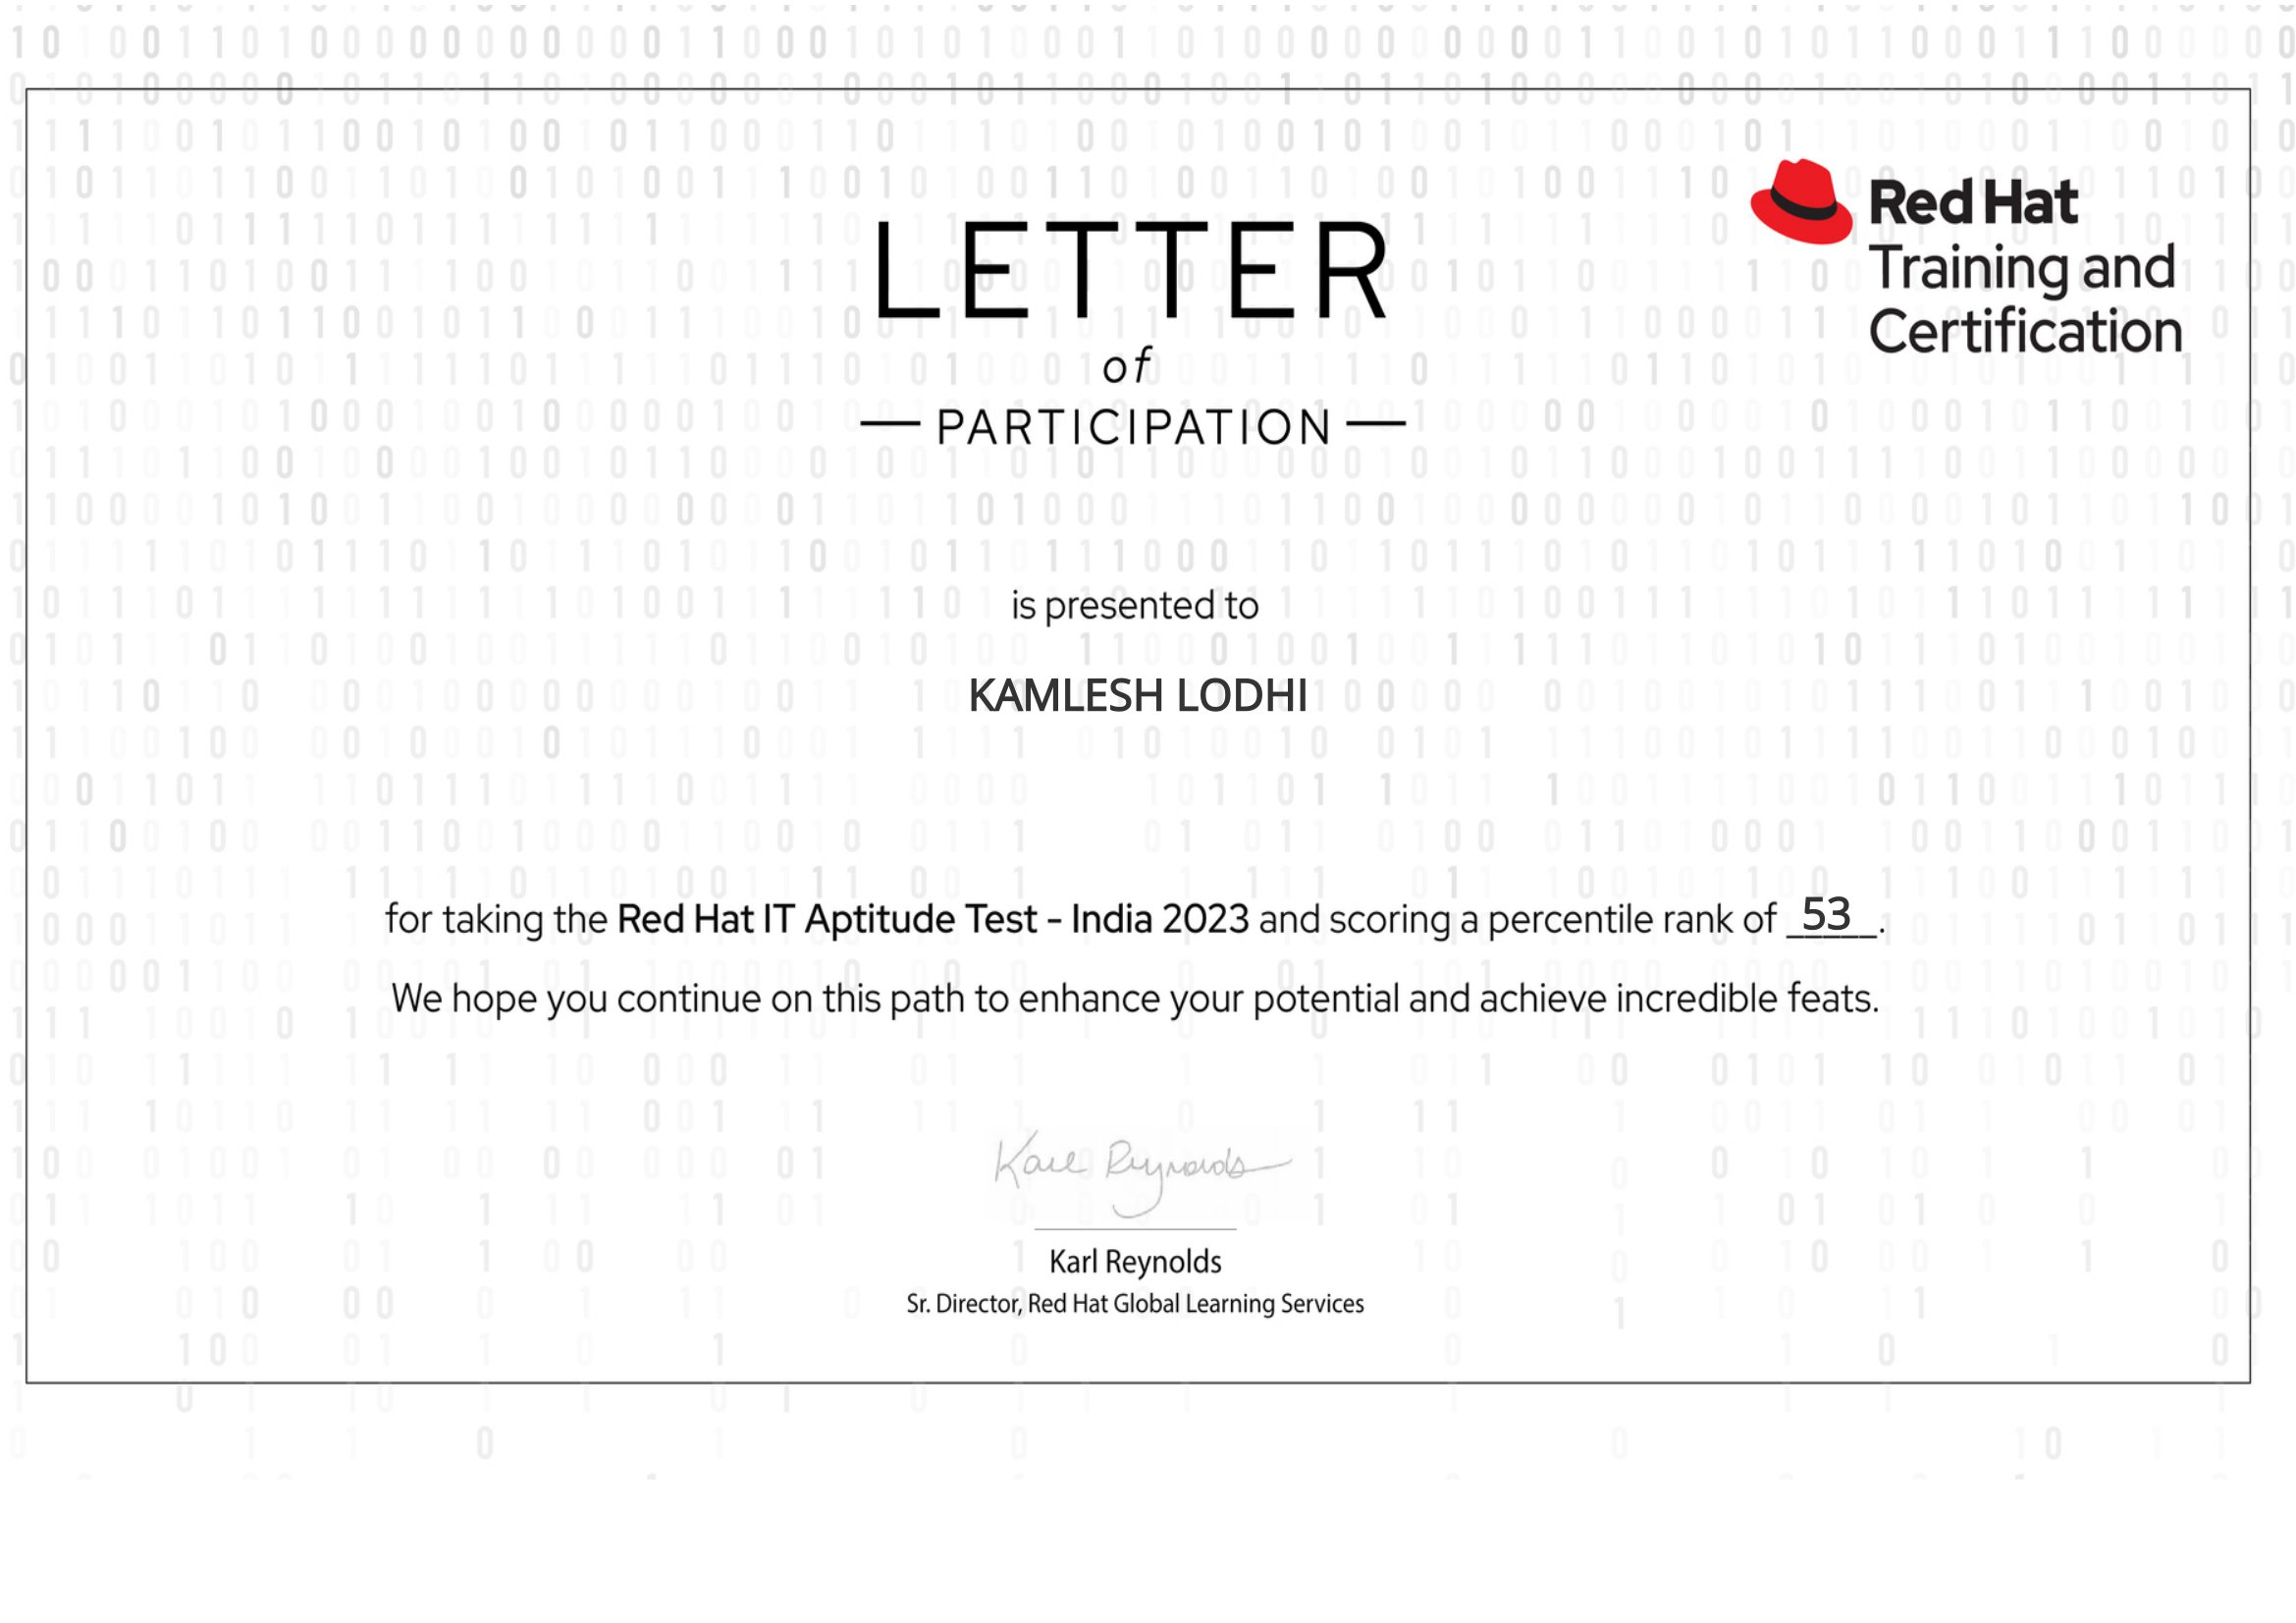 LETTER
of
PARTICIPATION
Red Hat
Training and
Certification
is presented to
KAMLESH LODHI
for taking the Red Hat IT Aptitude Test - India 2023 and scoring a percentile rank of 53.
We hope you continue on this path to enhance your potential and achieve incredible feats.
Karl Reynolds
Karl Reynolds
Sr. Director, Red Hat Global Learning Services